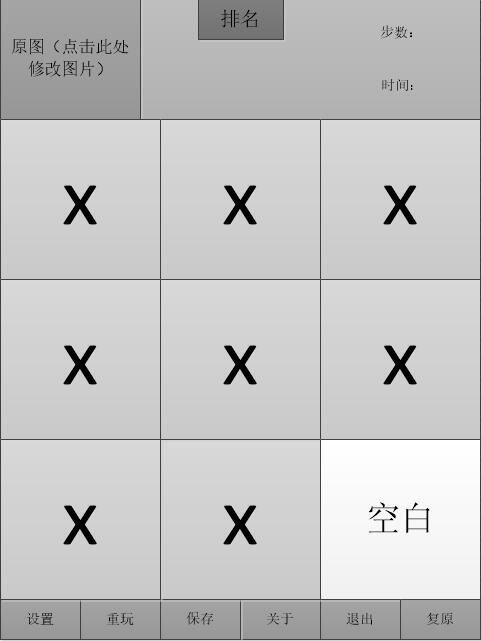 排名
原图（点击此处
修改图片）
步数：
时间：
X X X
X X X
X X 空白
设置 重玩 保存 关于 退出 复原